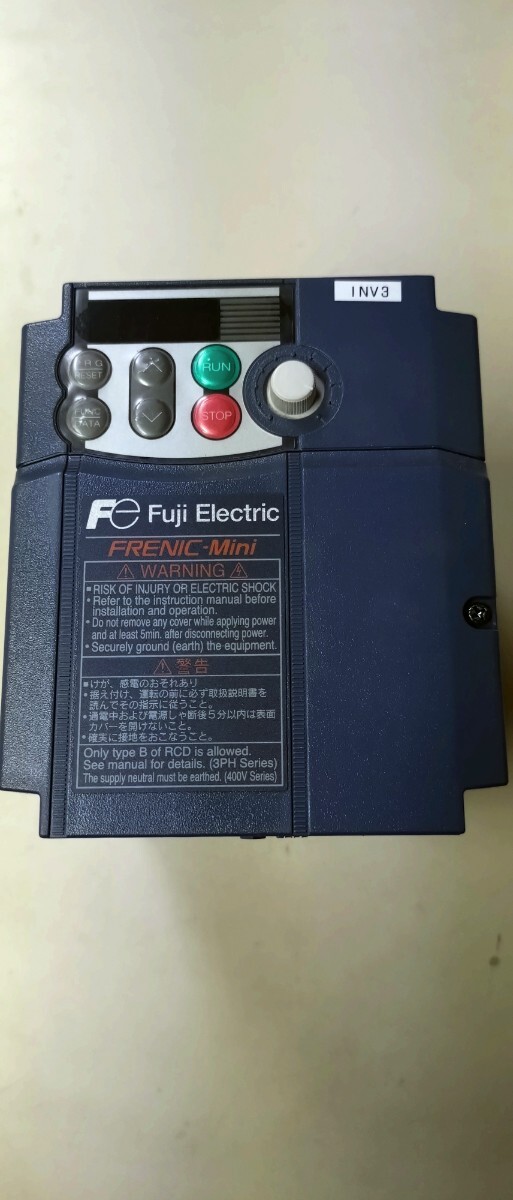 INV3
PRG
RESET
RUN
FUNC
DATA
STOP
Fe Fuji Electric
FRENIC-Mini
WARNING
■RISK OF INJURY OR ELECTRIC SHOCK
• Refer to the instruction manual before
installation and operation.
• Do not remove any cover while applying power
and at least 5min. after disconnecting power.
• Securely ground (earth) the equipment.
警告
■けが、感電のおそれあり
・据え付け、運転の前に必ず取扱説明書を
読んでその指示に従うこと。
・通電中および電源しゃ断後5分以内は表面
カバーを開けないこと。
・確実に接地をおこなうこと。
Only type B of RCD is allowed.
See manual for details. (3PH Series)
The supply neutral must be earthed. (400V Series)